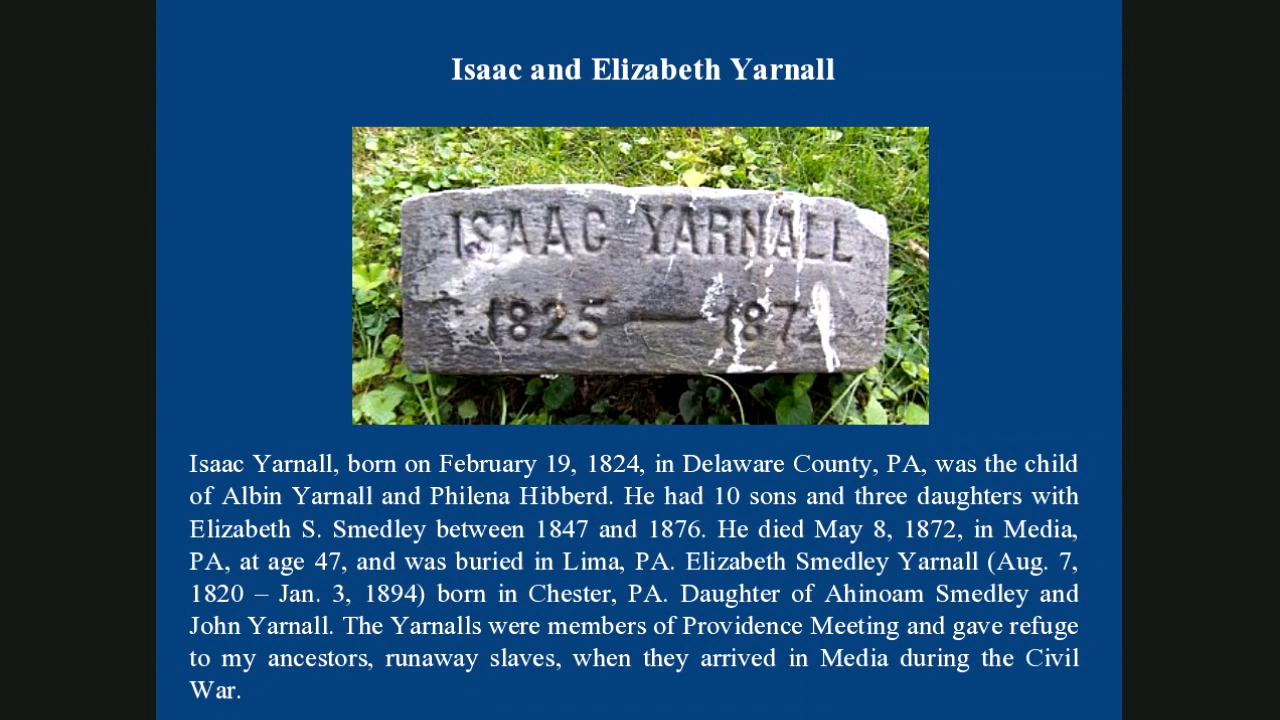 Isaac and Elizabeth Yarnall
ISAAC YARNALL
1825 — 1872
Isaac Yarnall, born on February 19, 1824, in Delaware County, PA, was the child
of Albin Yarnall and Philena Hibberd. He had 10 sons and three daughters with
Elizabeth S. Smedley between 1847 and 1876. He died May 8, 1872, in Media,
PA, at age 47, and was buried in Lima, PA. Elizabeth Smedley Yarnall (Aug. 7,
1820 – Jan. 3, 1894) born in Chester, PA. Daughter of Ahinoam Smedley and
John Yarnall. The Yarnalls were members of Providence Meeting and gave refuge
to my ancestors, runaway slaves, when they arrived in Media during the Civil
War.